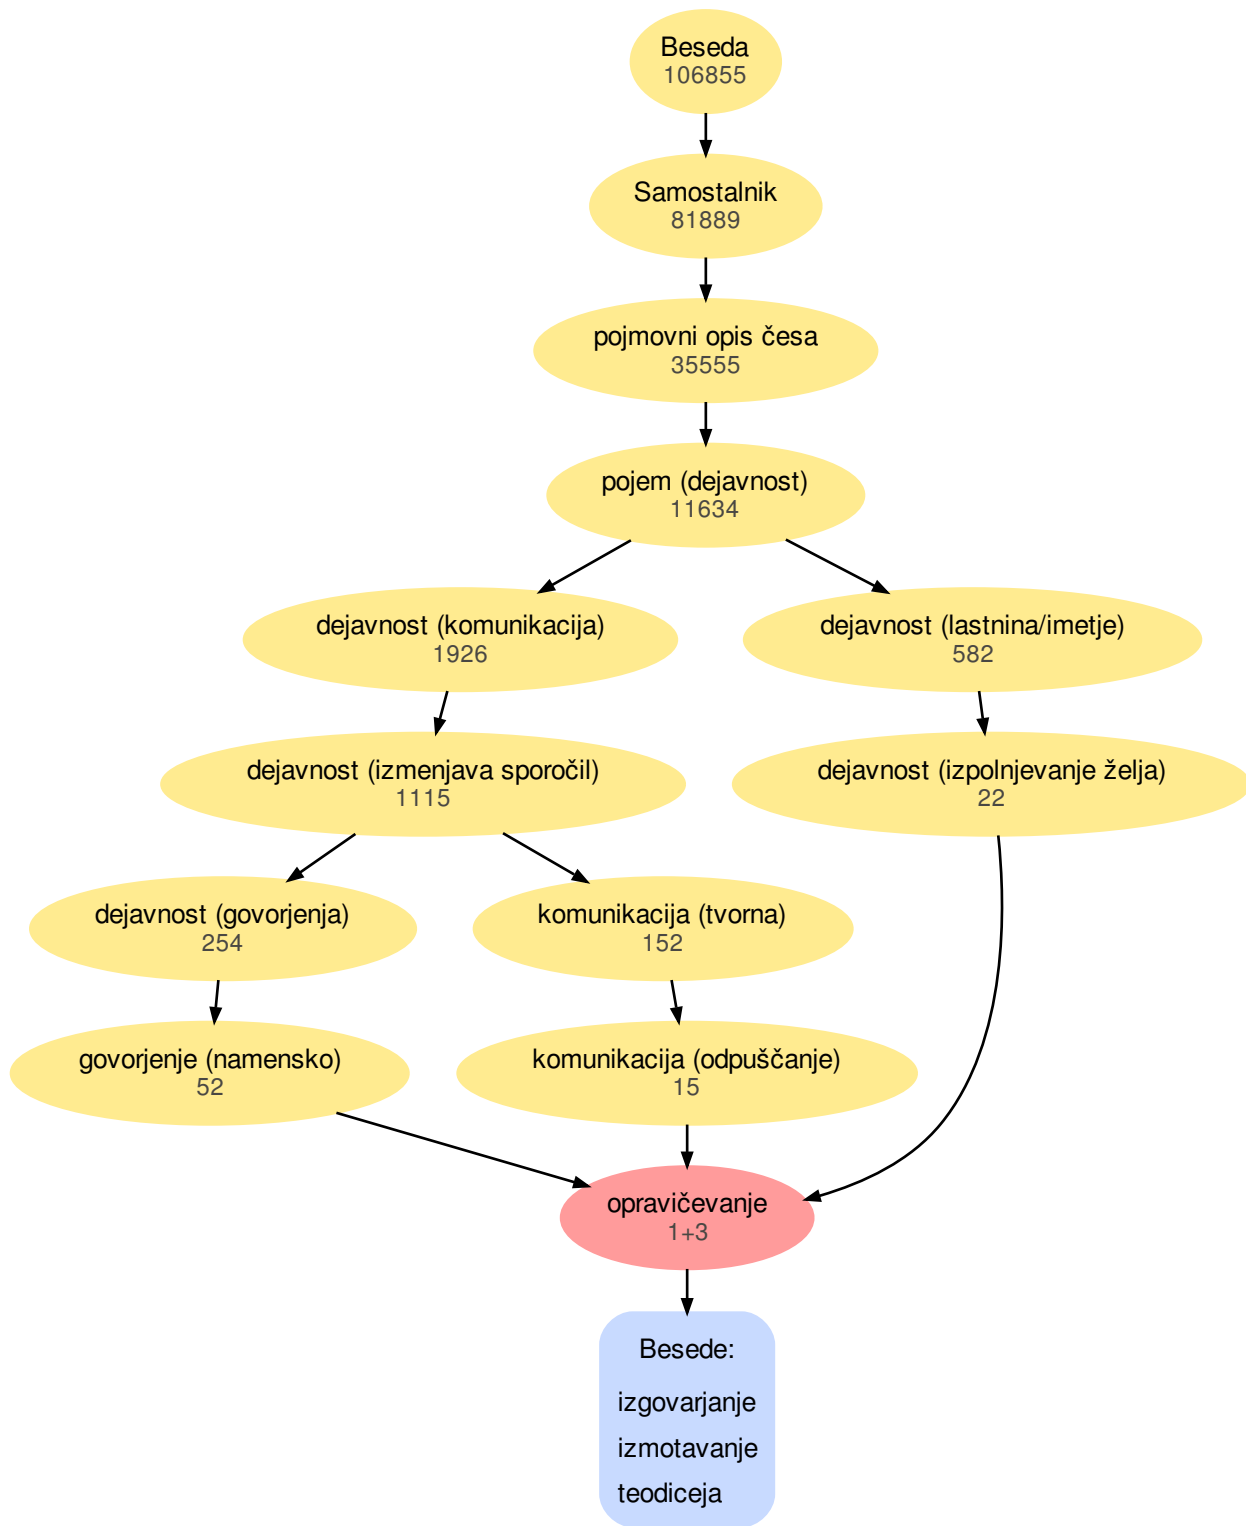 Beseda
106855
Samostalnik
81889
pojmovni opis česa
35555
pojem (dejavnost)
11634
dejavnost (komunikacija)
1926
dejavnost (lastnina/imetje)
582
dejavnost (izmenjava sporočil)
1115
dejavnost (izpolnjevanje želja)
22
dejavnost (govorjenja)
254
komunikacija (tvorna)
152
govorjenje (namensko)
52
komunikacija (odpuščanje)
15
opravičevanje
1+3
Besede:
izgovarjanje
izmotavanje
teodiceja